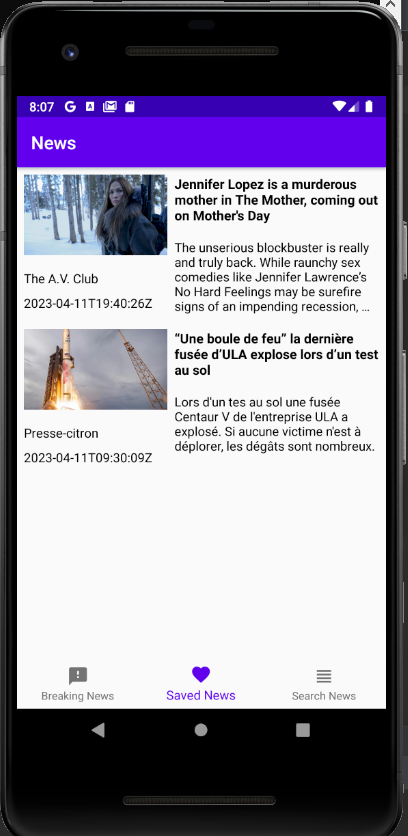 8:07
News
Jennifer Lopez is a murderous
mother in The Mother, coming out
on Mother's Day
The unserious blockbuster is really
and truly back. While raunchy sex
comedies like Jennifer Lawrence's
No Hard Feelings may be surefire
signs of an impending recession, …
The A.V. Club
2023-04-11T19:40:26Z
“Une boule de feu” la dernière
fusée d’ULA explose lors d’un test
au sol
Lors d'un tes au sol une fusée
Centaur V de l'entreprise ULA a
explosé. Si aucune victime n'est à
déplorer, les dégâts sont nombreux.
Presse-citron
2023-04-11T09:30:09Z
Breaking News
Saved News
Search News